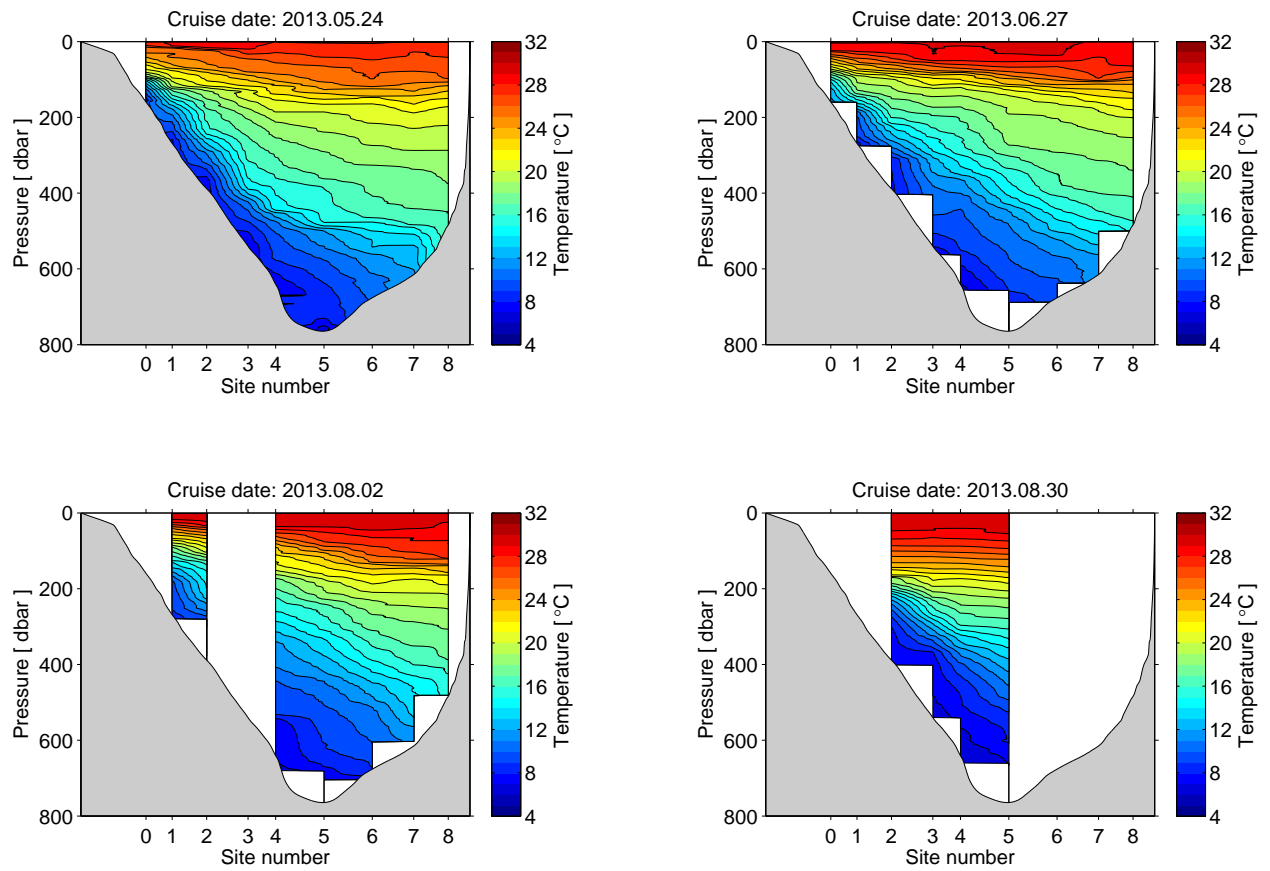 Cruise date: 2013.05.24
0
200
400
600
800
Pressure [ dbar]
0 1 2 3 4 5 6 7 8
Site number
32
28
24
20
16
12
8
4
Temperature [ °C ]
Cruise date: 2013.06.27
0
200
400
600
800
Pressure [ dbar]
0 1 2 3 4 5 6 7 8
Site number
32
28
24
20
16
12
8
4
Temperature [ °C ]
Cruise date: 2013.08.02
0
200
400
600
800
Pressure [ dbar]
0 1 2 3 4 5 6 7 8
Site number
32
28
24
20
16
12
8
4
Temperature [ °C ]
Cruise date: 2013.08.30
0
200
400
600
800
Pressure [ dbar]
0 1 2 3 4 5 6 7 8
Site number
32
28
24
20
16
12
8
4
Temperature [ °C ]